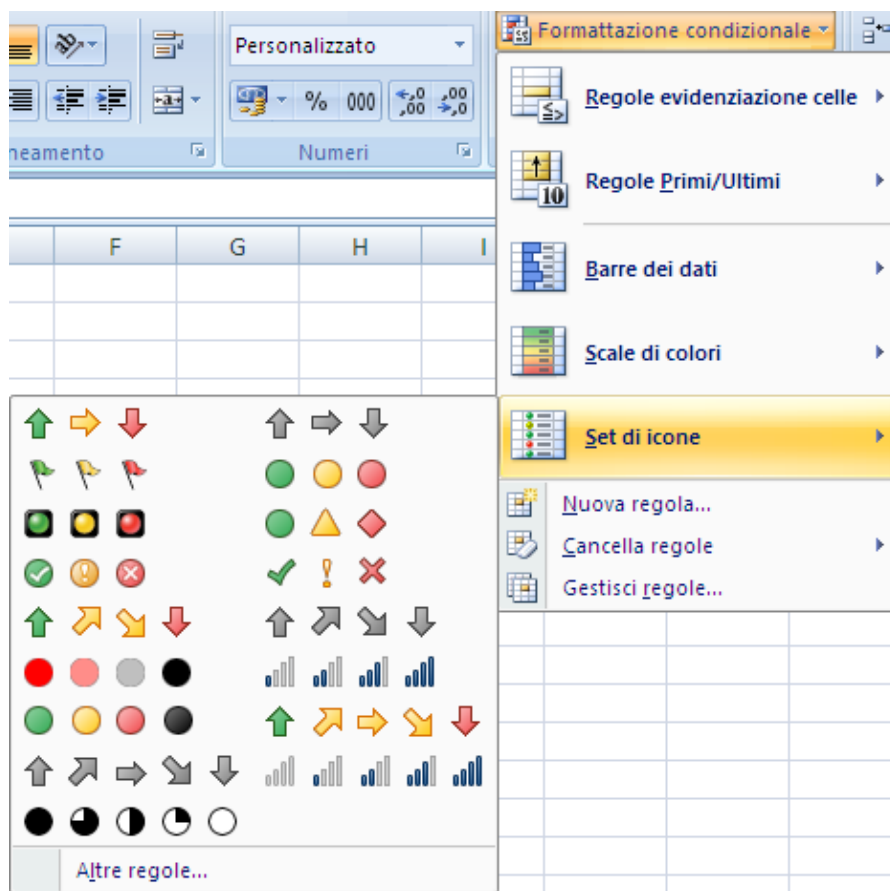 Formattazione condizionale
Personalizzato
% 000
,0 ,00
,00 ,0
neamento
Numeri
F G H I
Regole evidenziazione celle
10
Regole Primi/Ultimi
Barre dei dati
Scale di colori
Set di icone
Nuova regola...
Cancella regole
Gestisci regole...
Altre regole...